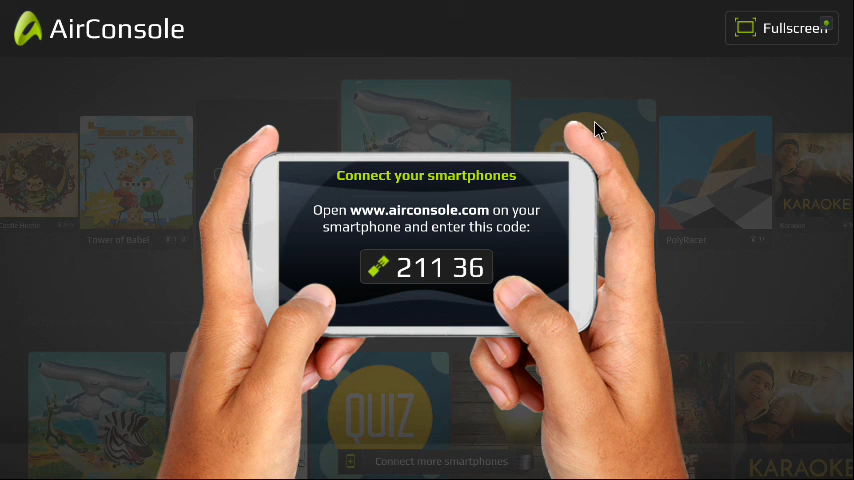 AirConsole
Fullscreen
Connect your smartphones
Open www.airconsole.com on your
smartphone and enter this code:
211 36
Tower of Babel
PolyRacer
Karaoke
KARAOKE
QUIZ
KARAOKE
Connect more smartphones